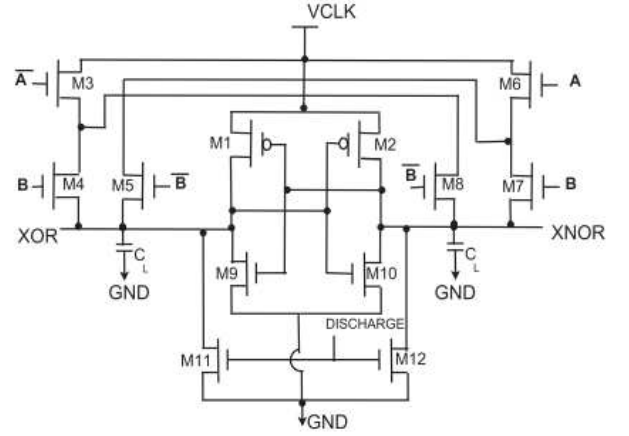 VCLK
A̅ M3 M6 A
M1 M2
B M4 M5 B̅ B̅ M8 M7 B
XOR XNOR
C L C L
M9 M10
GND GND
DISCHARGE
M11 M12
GND